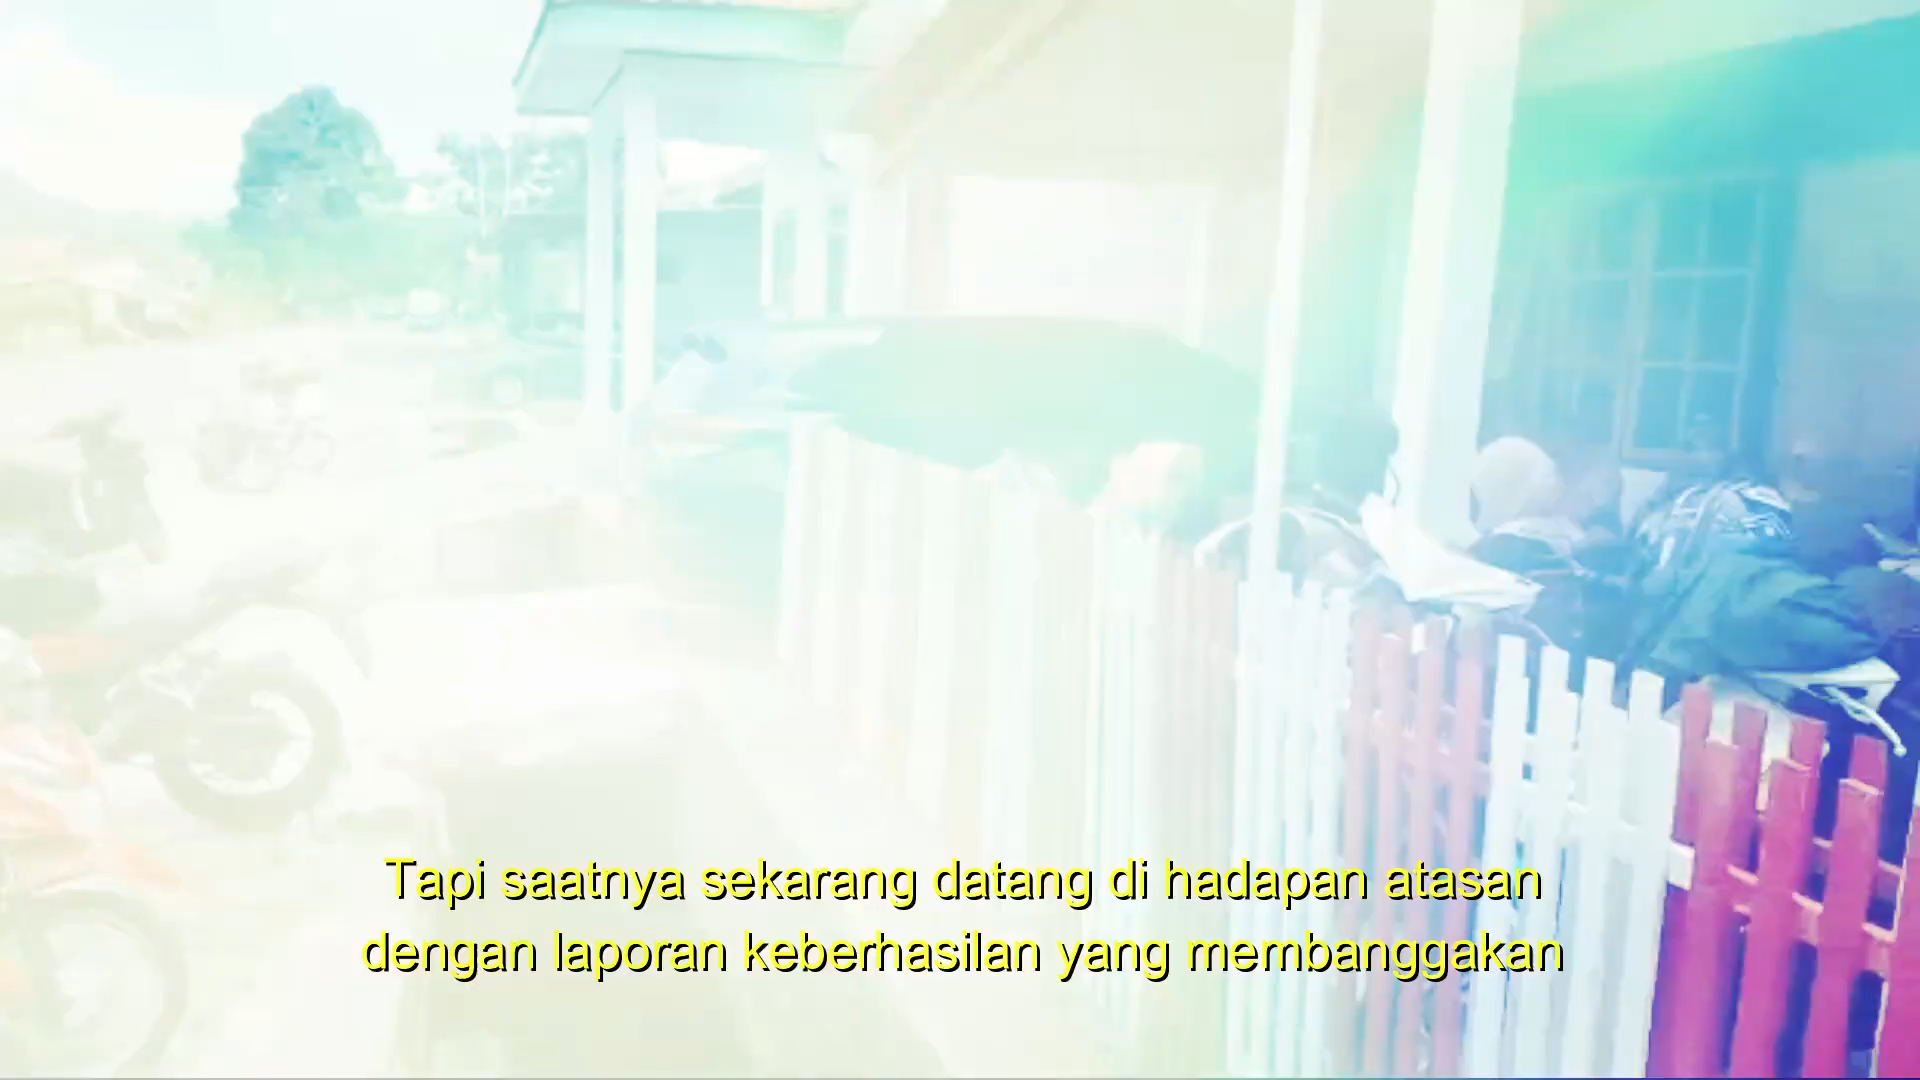 Tapi saatnya sekarang datang di hadapan atasan
dengan laporan keberhasilan yang membanggakan